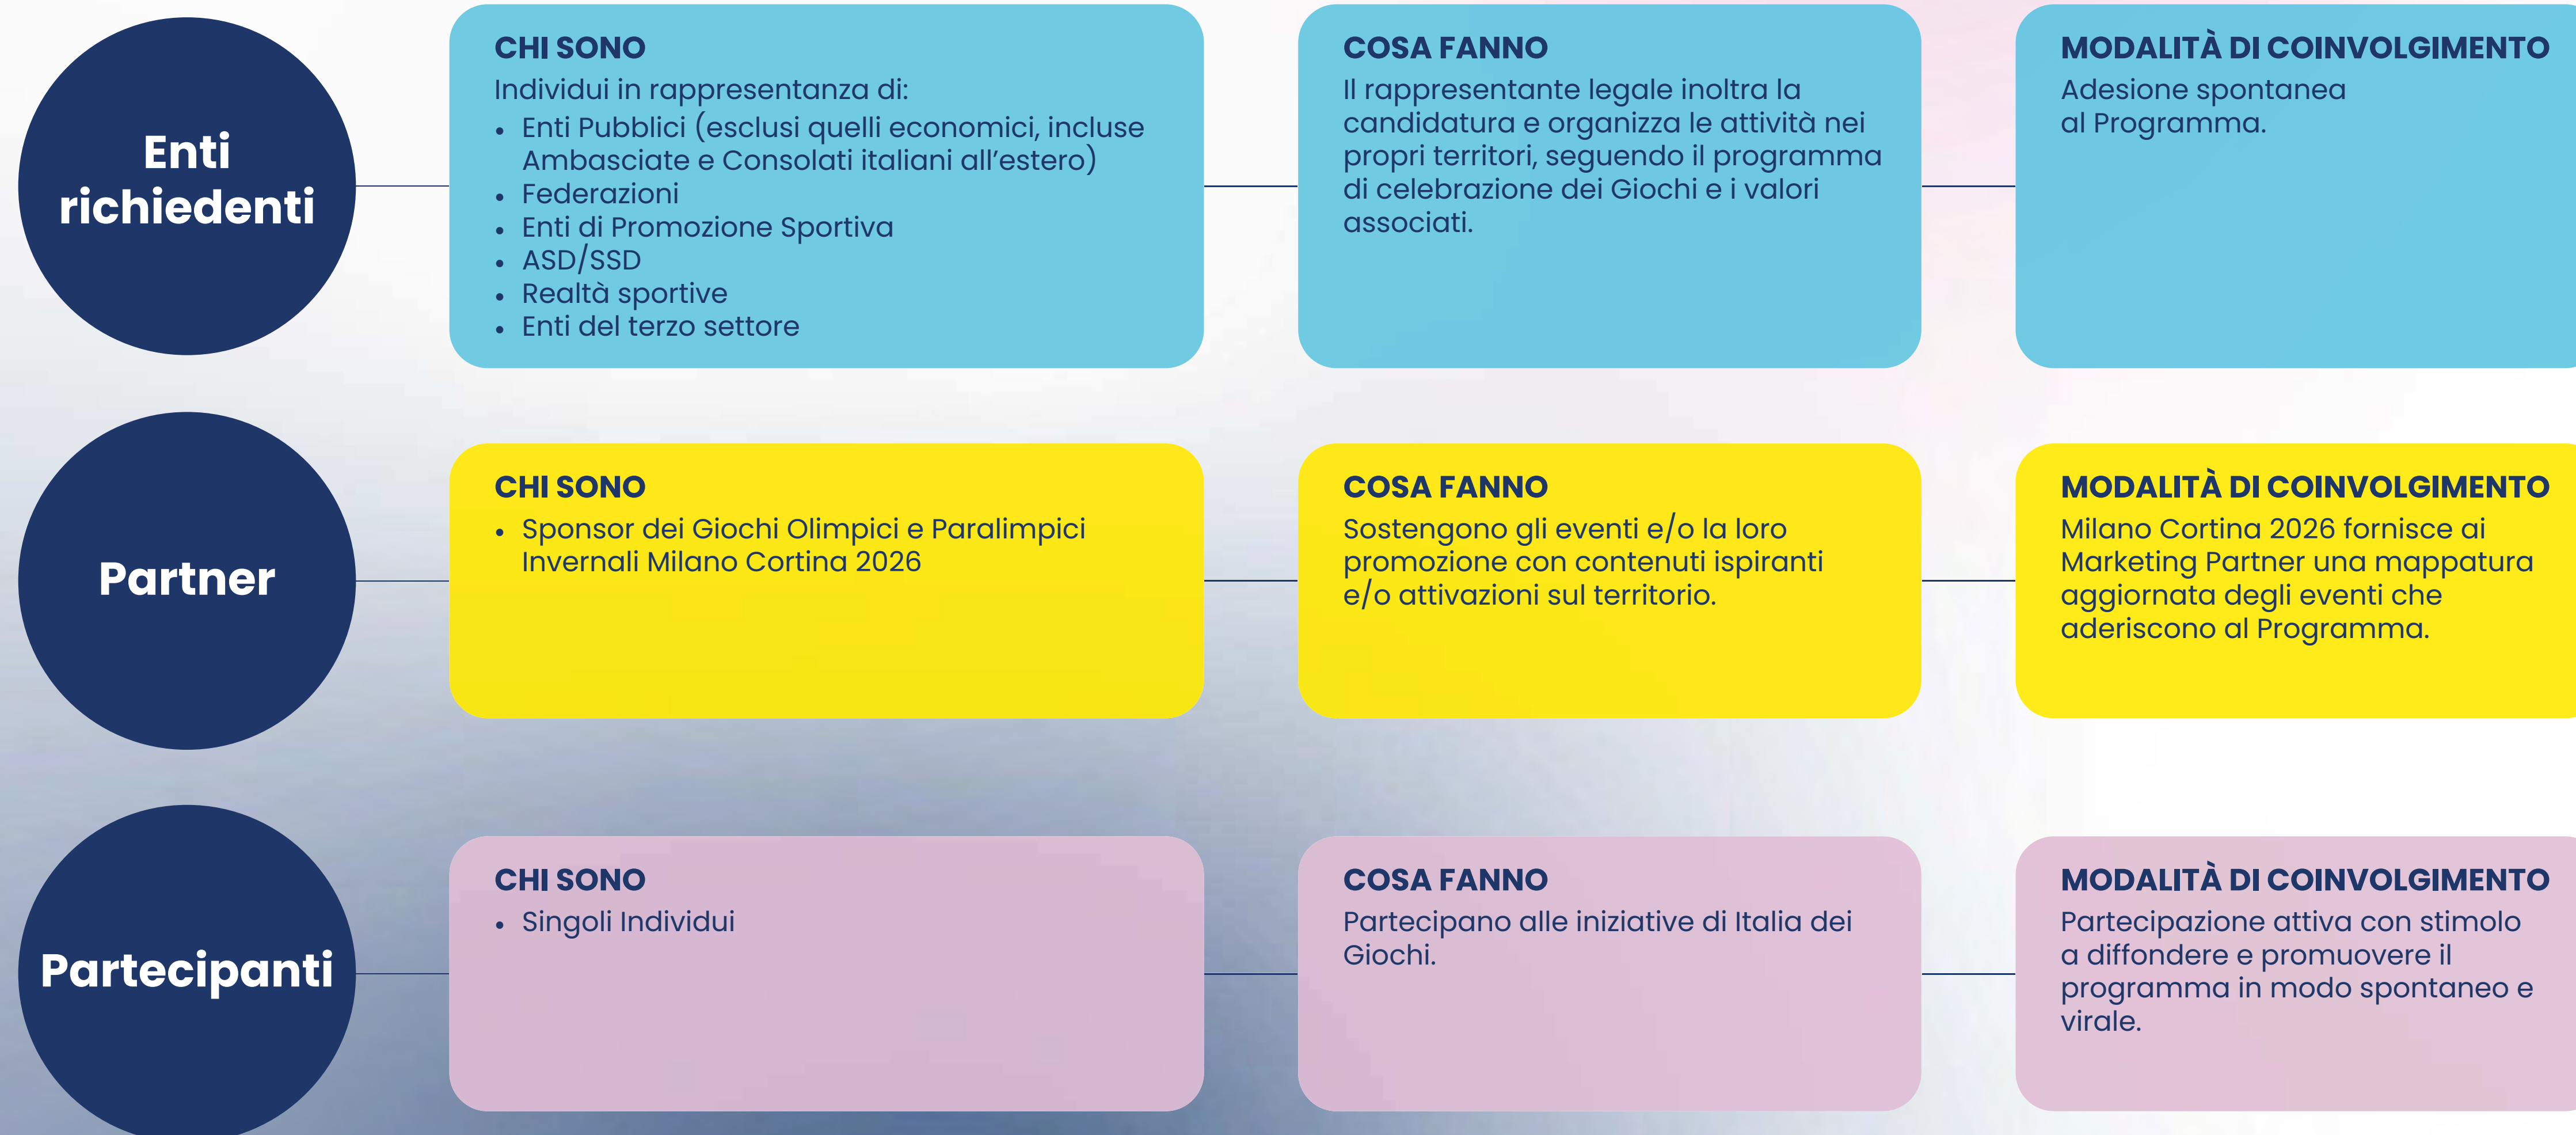 Enti
richiedenti
CHI SONO
Individui in rappresentanza di:
• Enti Pubblici (esclusi quelli economici, incluse
Ambasciate e Consolati italiani all’estero)
• Federazioni
• Enti di Promozione Sportiva
• ASD/SSD
• Realtà sportive
• Enti del terzo settore
COSA FANNO
Il rappresentante legale inoltra la
candidatura e organizza le attività nei
propri territori, seguendo il programma
di celebrazione dei Giochi e i valori
associati.
MODALITÀ DI COINVOLGIMENTO
Adesione spontanea
al Programma.
Partner
CHI SONO
• Sponsor dei Giochi Olimpici e Paralimpici
Invernali Milano Cortina 2026
COSA FANNO
Sostengono gli eventi e/o la loro
promozione con contenuti ispiranti
e/o attivazioni sul territorio.
MODALITÀ DI COINVOLGIMENTO
Milano Cortina 2026 fornisce ai
Marketing Partner una mappatura
aggiornata degli eventi che
aderiscono al Programma.
Partecipanti
CHI SONO
• Singoli Individui
COSA FANNO
Partecipano alle iniziative di Italia dei
Giochi.
MODALITÀ DI COINVOLGIMENTO
Partecipazione attiva con stimolo
a diffondere e promuovere il
programma in modo spontaneo e
virale.